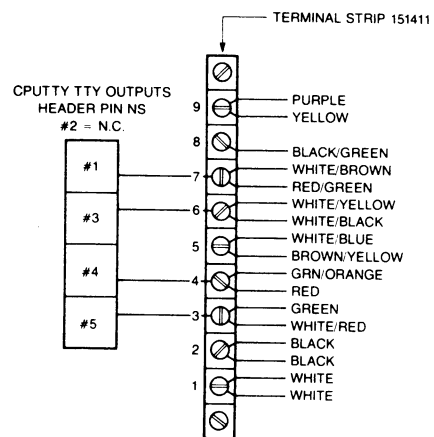 TERMINAL STRIP 151411
CPUTTY TTY OUTPUTS
HEADER PIN NS
#2 = N.C.
#1
#3
#4
#5
9
PURPLE
YELLOW
8
BLACK/GREEN
7
WHITE/BROWN
RED/GREEN
6
WHITE/YELLOW
WHITE/BLACK
5
WHITE/BLUE
BROWN/YELLOW
4
GRN/ORANGE
RED
3
GREEN
WHITE/RED
2
BLACK
BLACK
1
WHITE
WHITE